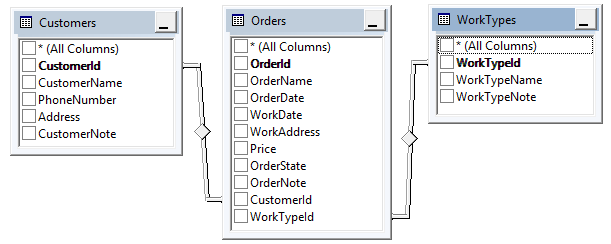 Customers
* (All Columns)
CustomerId
CustomerName
PhoneNumber
Address
CustomerNote
Orders
* (All Columns)
OrderId
OrderName
OrderDate
WorkDate
WorkAddress
Price
OrderState
OrderNote
CustomerId
WorkTypeId
WorkTypes
* (All Columns)
WorkTypeId
WorkTypeName
WorkTypeNote